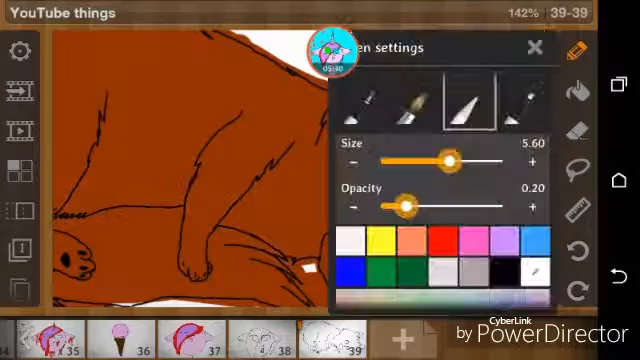 YouTube things
142%
39-39
en settings
05:40
Size
5.60
Opacity
0.20
34
35
36
37
38
39
CyberLink
by PowerDirector